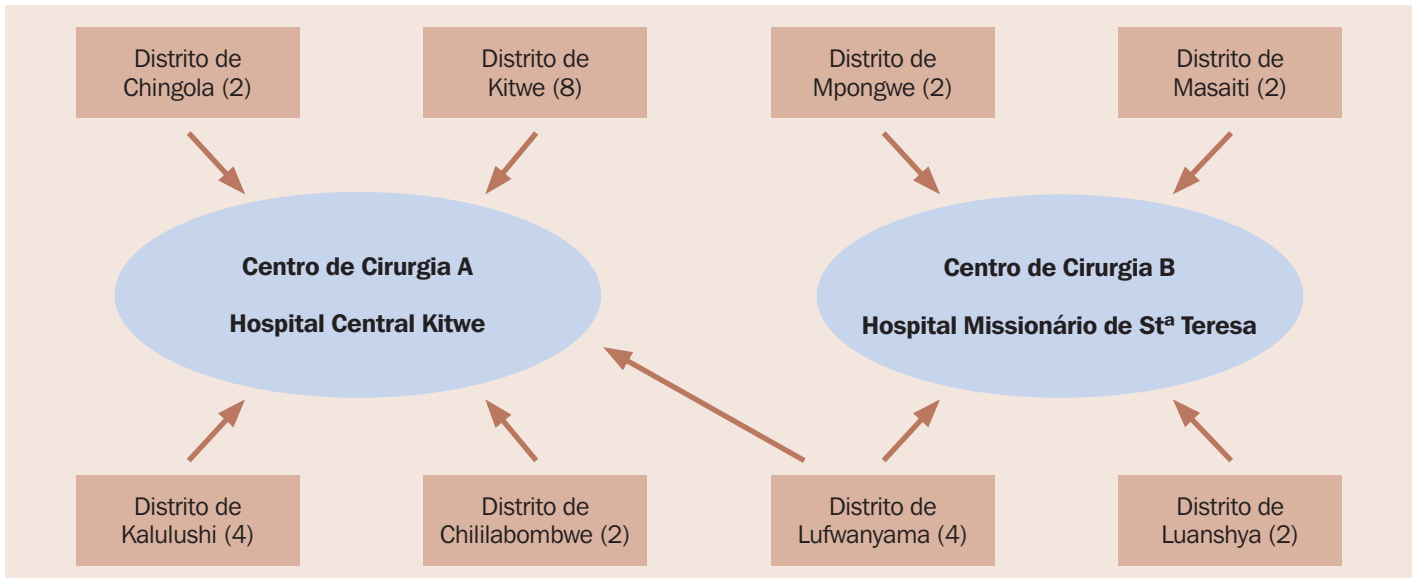 Distrito de
Chingola (2)
Distrito de
Kitwe (8)
Distrito de
Mpongwe (2)
Distrito de
Masaiti (2)
Centro de Cirurgia A
Hospital Central Kitwe
Centro de Cirurgia B
Hospital Missionário de Stª Teresa
Distrito de
Kalulushi (4)
Distrito de
Chililabombwe (2)
Distrito de
Lufwanyama (4)
Distrito de
Luanshya (2)